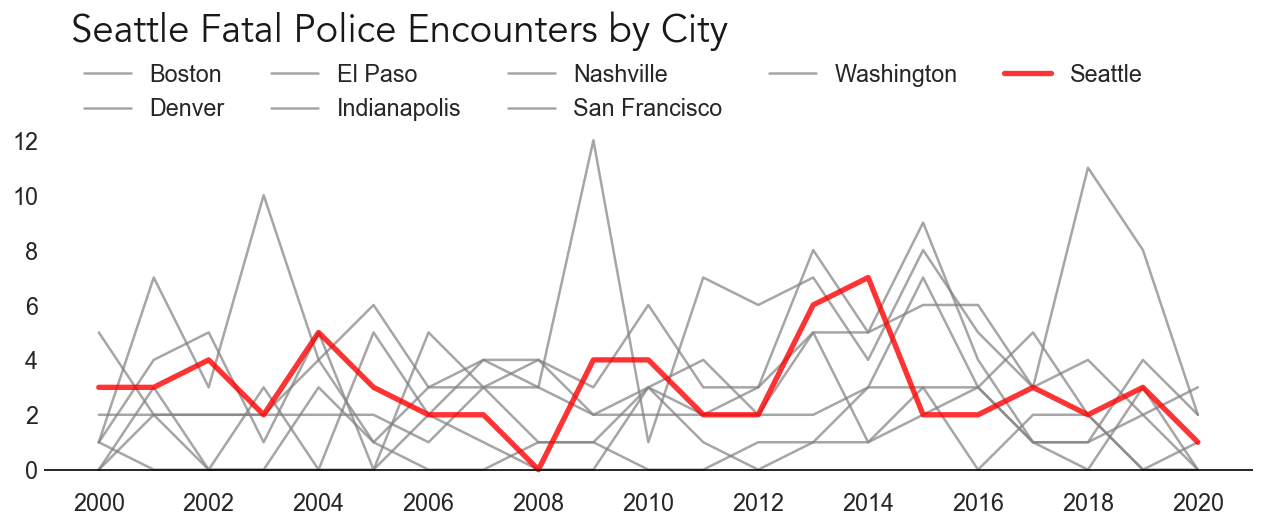 Seattle Fatal Police Encounters by City
Boston El Paso Nashville Washington Seattle
Denver Indianapolis San Francisco
12
10
8
6
4
2
0
2000 2002 2004 2006 2008 2010 2012 2014 2016 2018 2020